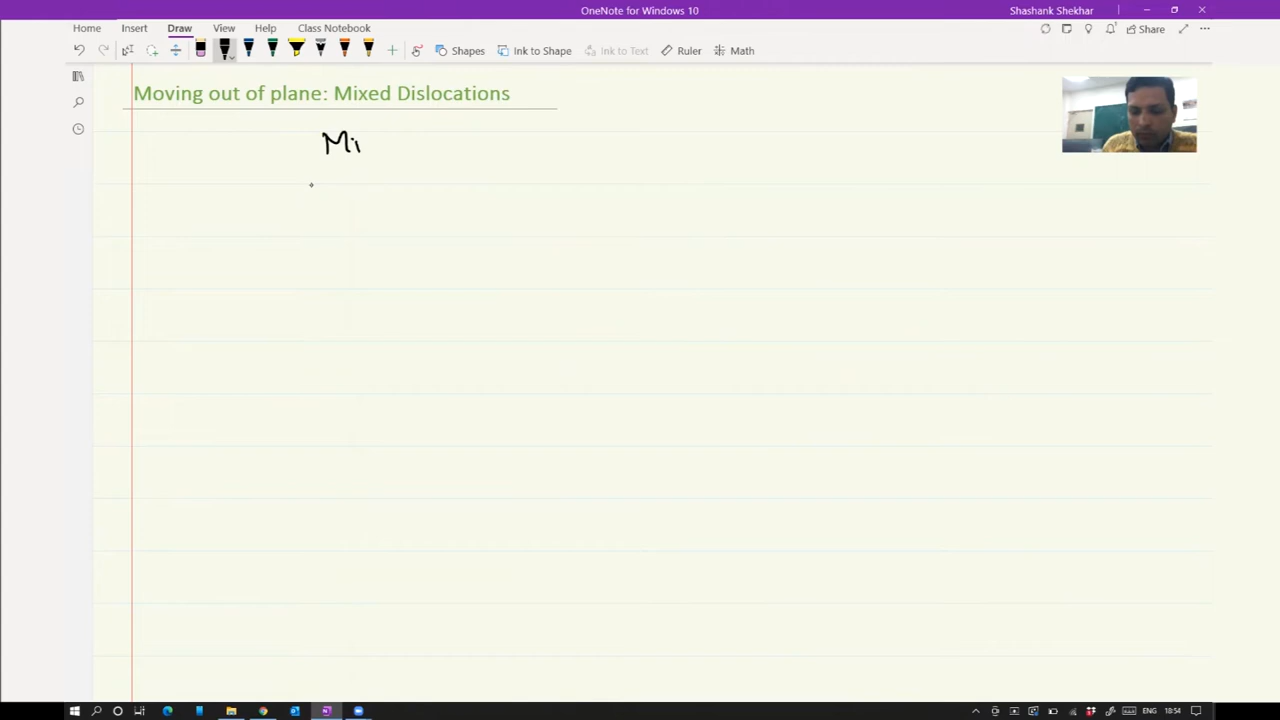 OneNote for Windows 10
Shashank Shekhar
Home Insert Draw View Help Class Notebook
Share
Shapes Ink to Shape Ink to Text Ruler Math
Moving out of plane: Mixed Dislocations
Mi
ENG 18:54